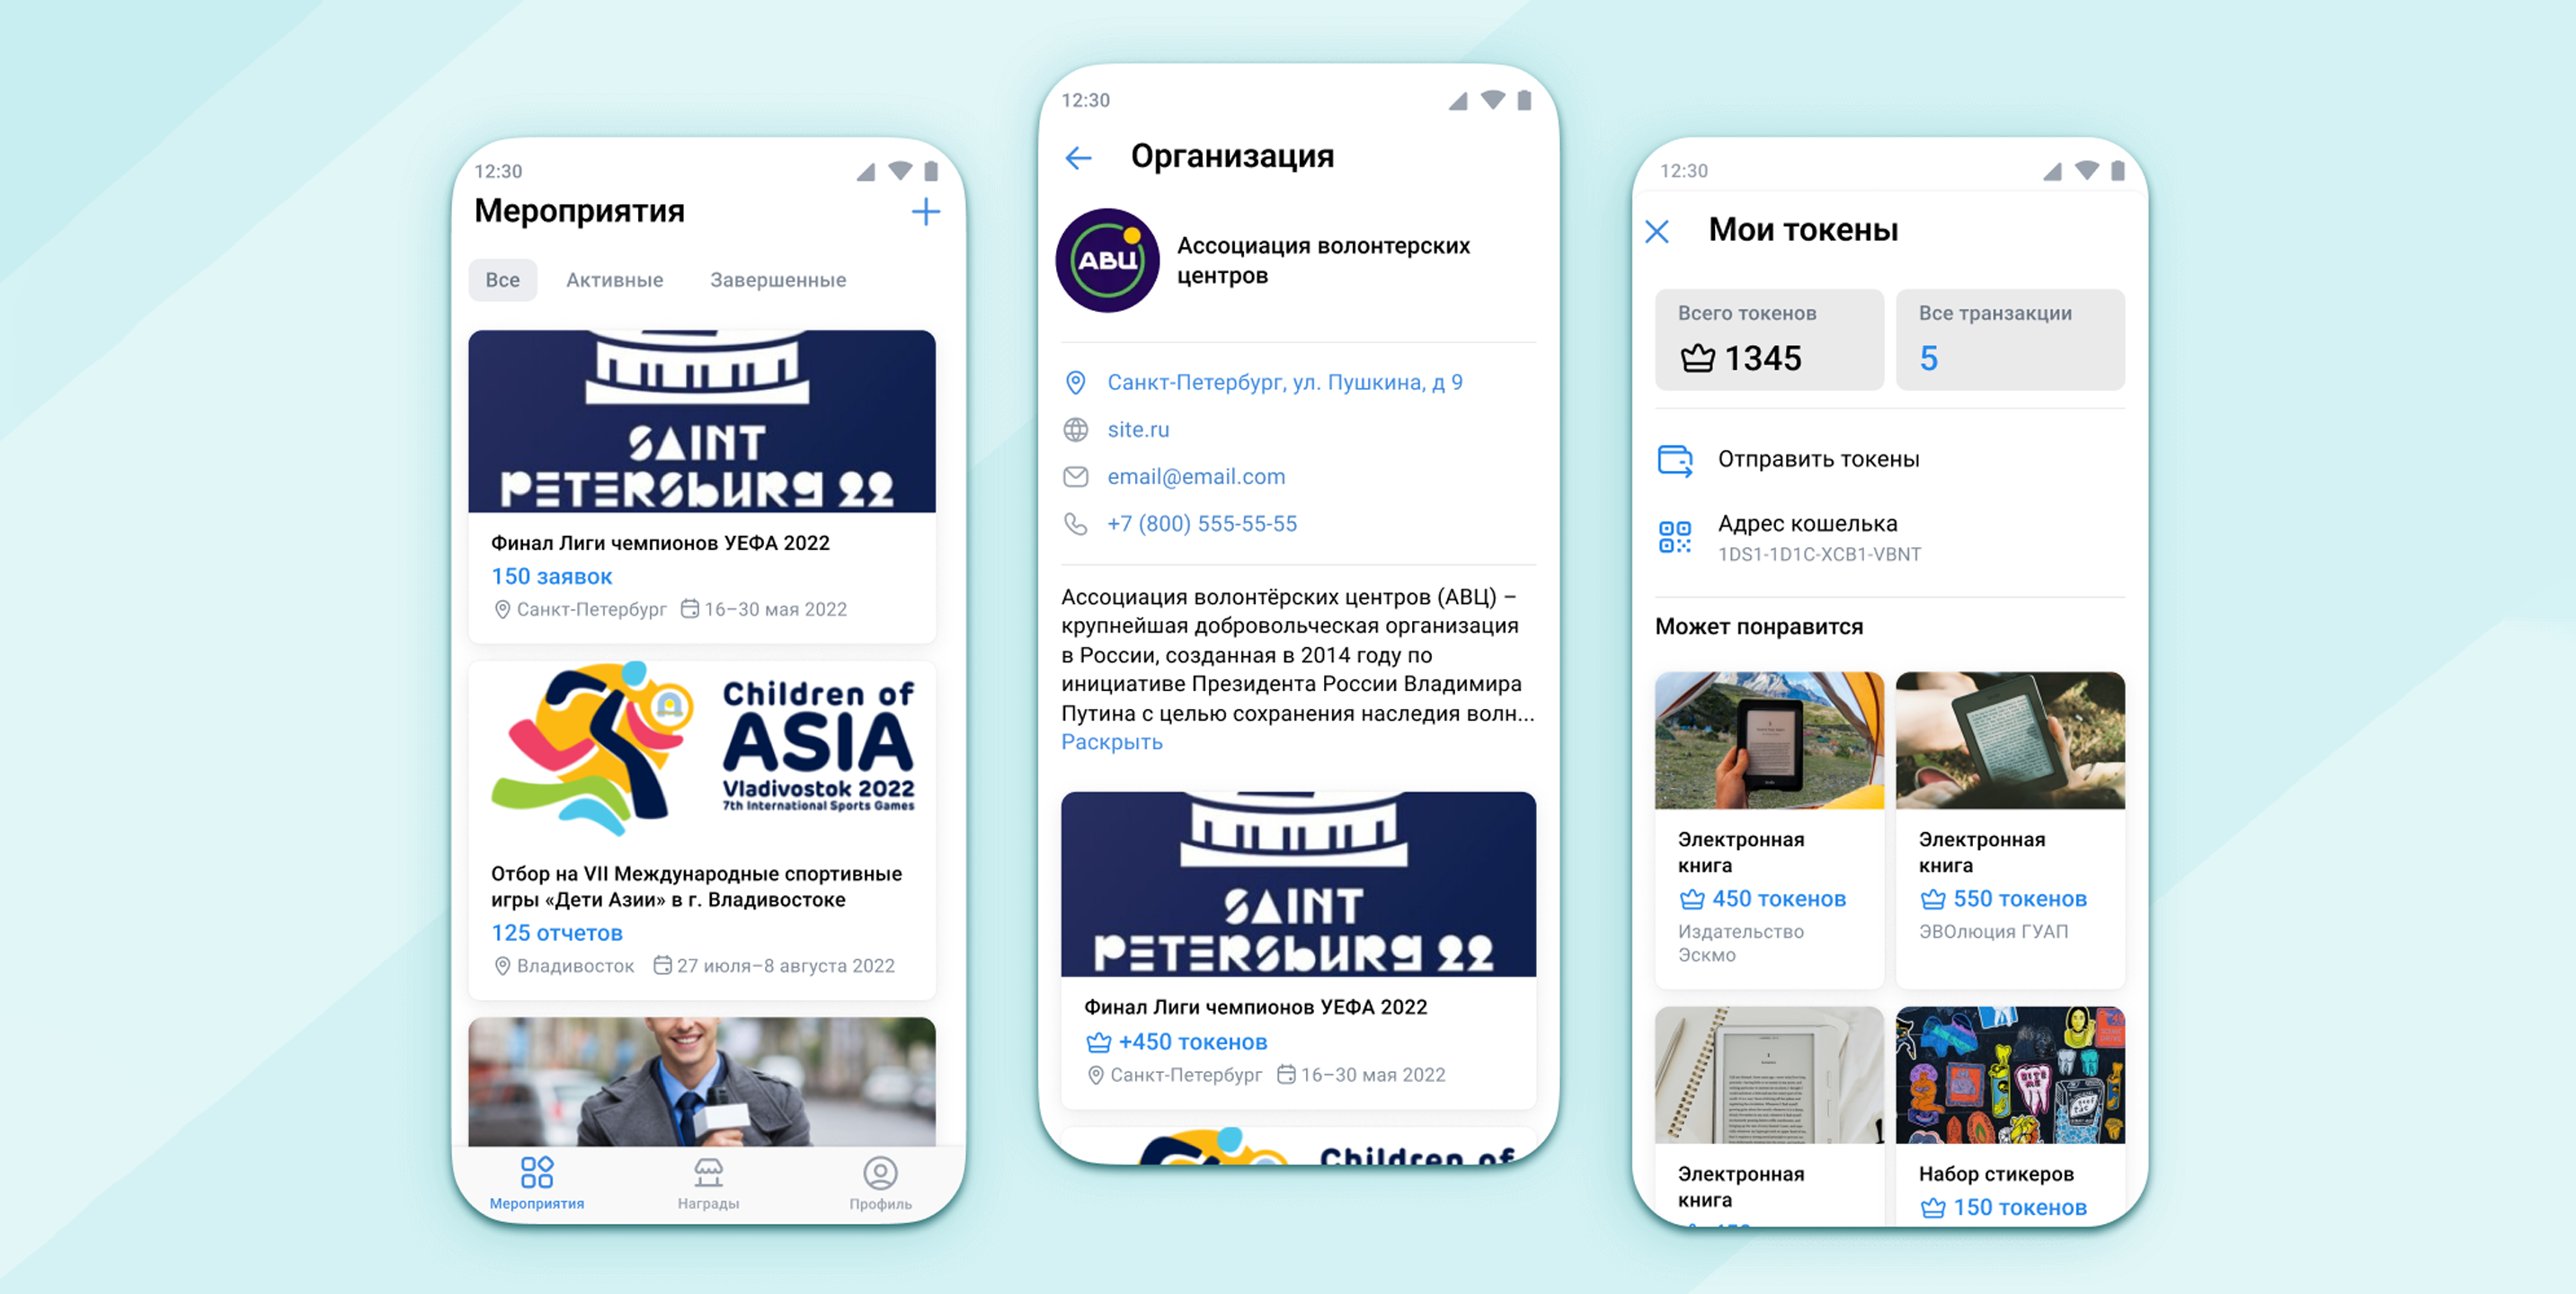 12:30
Мероприятия
Все
Активные
Завершенные
SAINT
PETERSBURG 22
Финал Лиги чемпионов УЕФА 2022
150 заявок
Санкт-Петербург
16–30 мая 2022
Children of
ASIA
Vladivostok 2022
7th International Sports Games
Отбор на VII Международные спортивные
игры «Дети Азии» в г. Владивостоке
125 отчетов
Владивосток
27 июля–8 августа 2022
Мероприятия
Награды
Профиль
12:30
Организация
АВЦ
Ассоциация волонтерских
центров
Санкт-Петербург, ул. Пушкина, д 9
site.ru
email@email.com
+7 (800) 555-55-55
Ассоциация волонтёрских центров (АВЦ) –
крупнейшая добровольческая организация
в России, созданная в 2014 году по
инициативе Президента России Владимира
Путина с целью сохранения наследия волн...
Раскрыть
SAINT
PETERSBURG 22
Финал Лиги чемпионов УЕФА 2022
+450 токенов
Санкт-Петербург
16–30 мая 2022
Children of
12:30
Мои токены
Всего токенов
1345
Все транзакции
5
Отправить токены
Адрес кошелька
1DS1-1D1C-XCB1-VBNT
Может понравится
Электронная
книга
450 токенов
Издательство
Эскмо
Электронная
книга
550 токенов
ЭВОлюция ГУАП
Электронная
книга
Набор стикеров
150 токенов